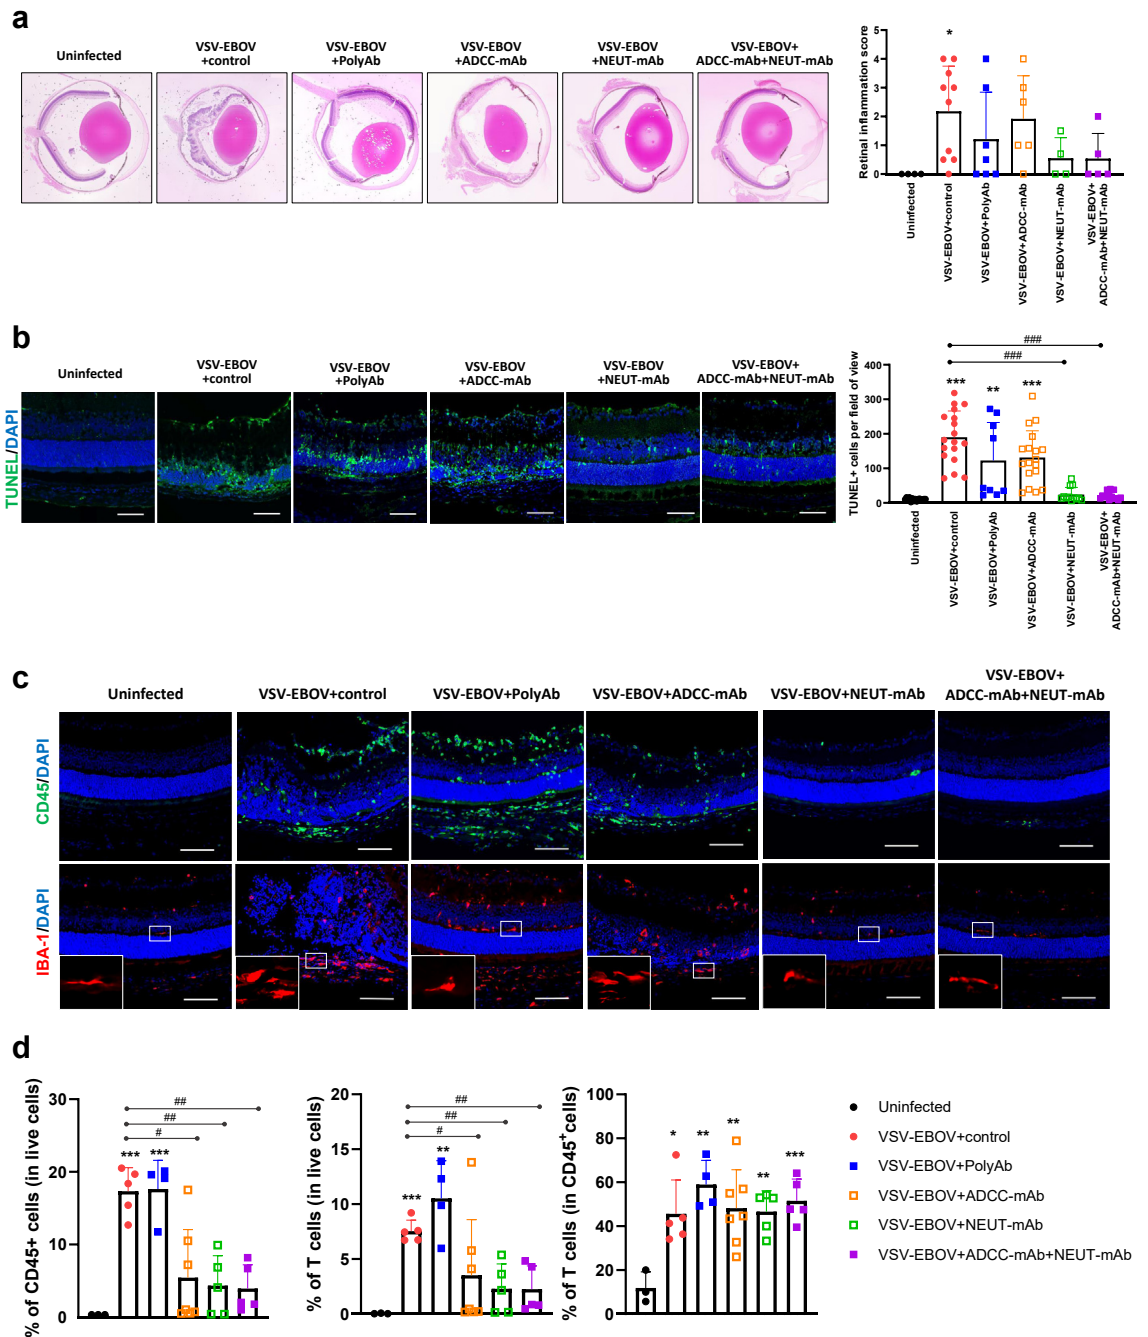 a
Uninfected
VSV-EBOV
+control
VSV-EBOV
+PolyAb
VSV-EBOV
+ADCC-mAb
VSV-EBOV
+NEUT-mAb
VSV-EBOV+
ADCC-mAb+NEUT-mAb
Retinal inflammation score
5
4
3
2
1
0
*
Uninfected
VSV-EBOV+control
VSV-EBOV+PolyAb
VSV-EBOV+ADCC-mAb
VSV-EBOV+NEUT-mAb
VSV-EBOV+
ADCC-mAb+NEUT-mAb
b
Uninfected
VSV-EBOV
+control
VSV-EBOV
+PolyAb
VSV-EBOV
+ADCC-mAb
VSV-EBOV
+NEUT-mAb
VSV-EBOV+
ADCC-mAb+NEUT-mAb
TUNEL/DAPI
TUNEL+ cells per field of view
400
300
200
100
0
###
###
***
**
***
Uninfected
VSV-EBOV+control
VSV-EBOV+PolyAb
VSV-EBOV+ADCC-mAb
VSV-EBOV+NEUT-mAb
VSV-EBOV+
ADCC-mAb+NEUT-mAb
c
Uninfected
VSV-EBOV+control
VSV-EBOV+PolyAb
VSV-EBOV+ADCC-mAb
VSV-EBOV+NEUT-mAb
VSV-EBOV+
ADCC-mAb+NEUT-mAb
CD45/DAPI
IBA-1/DAPI
d
% of CD45+ cells (in live cells)
30
20
10
0
##
##
#
***
***
% of T cells (in live cells)
20
15
10
5
0
##
##
#
***
**
% of T cells (in CD45+cells)
100
80
60
40
20
0
*
**
**
**
***
Uninfected
VSV-EBOV+control
VSV-EBOV+PolyAb
VSV-EBOV+ADCC-mAb
VSV-EBOV+NEUT-mAb
VSV-EBOV+ADCC-mAb+NEUT-mAb